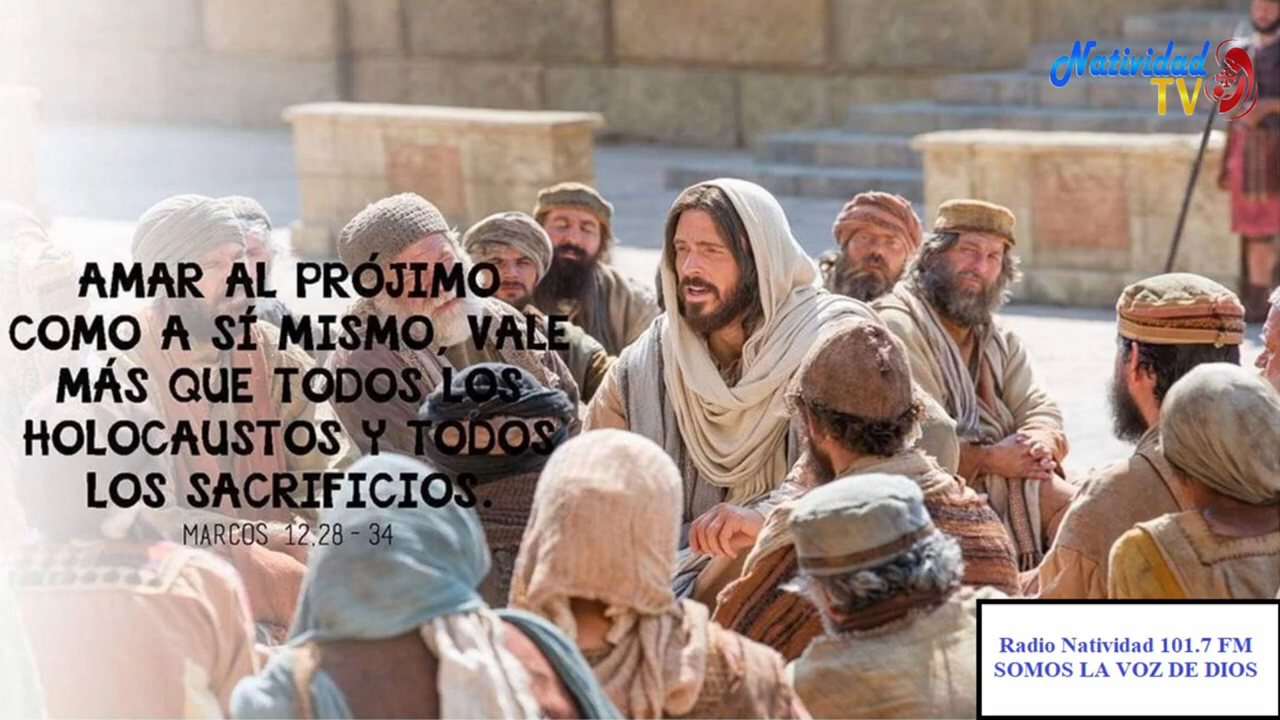 Natividad
TV
AMAR AL PRÓJIMO
COMO A SÍ MISMO, VALE
MÁS QUE TODOS LOS
HOLOCAUSTOS Y TODOS
LOS SACRIFICIOS.
MARCOS 12,28 - 34
Radio Natividad 101.7 FM
SOMOS LA VOZ DE DIOS